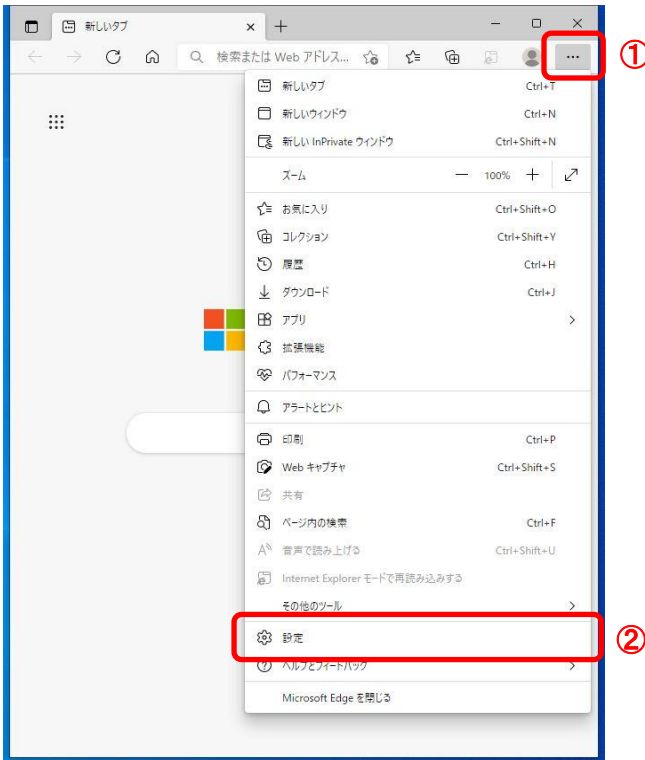 新しいタブ
①
検索または Web アドレス...
新しいタブ Ctrl+T
新しいウィンドウ Ctrl+N
新しい InPrivate ウィンドウ Ctrl+Shift+N
ズーム 100%
お気に入り Ctrl+Shift+O
コレクション Ctrl+Shift+Y
履歴 Ctrl+H
ダウンロード Ctrl+J
アプリ
拡張機能
パフォーマンス
アラートとヒント
印刷 Ctrl+P
Web キャプチャ Ctrl+Shift+S
共有
ページ内の検索 Ctrl+F
音声で読み上げる Ctrl+Shift+U
Internet Explorer モードで再読み込みする
その他のツール
設定
②
ヘルプとフィードバック
Microsoft Edge を閉じる